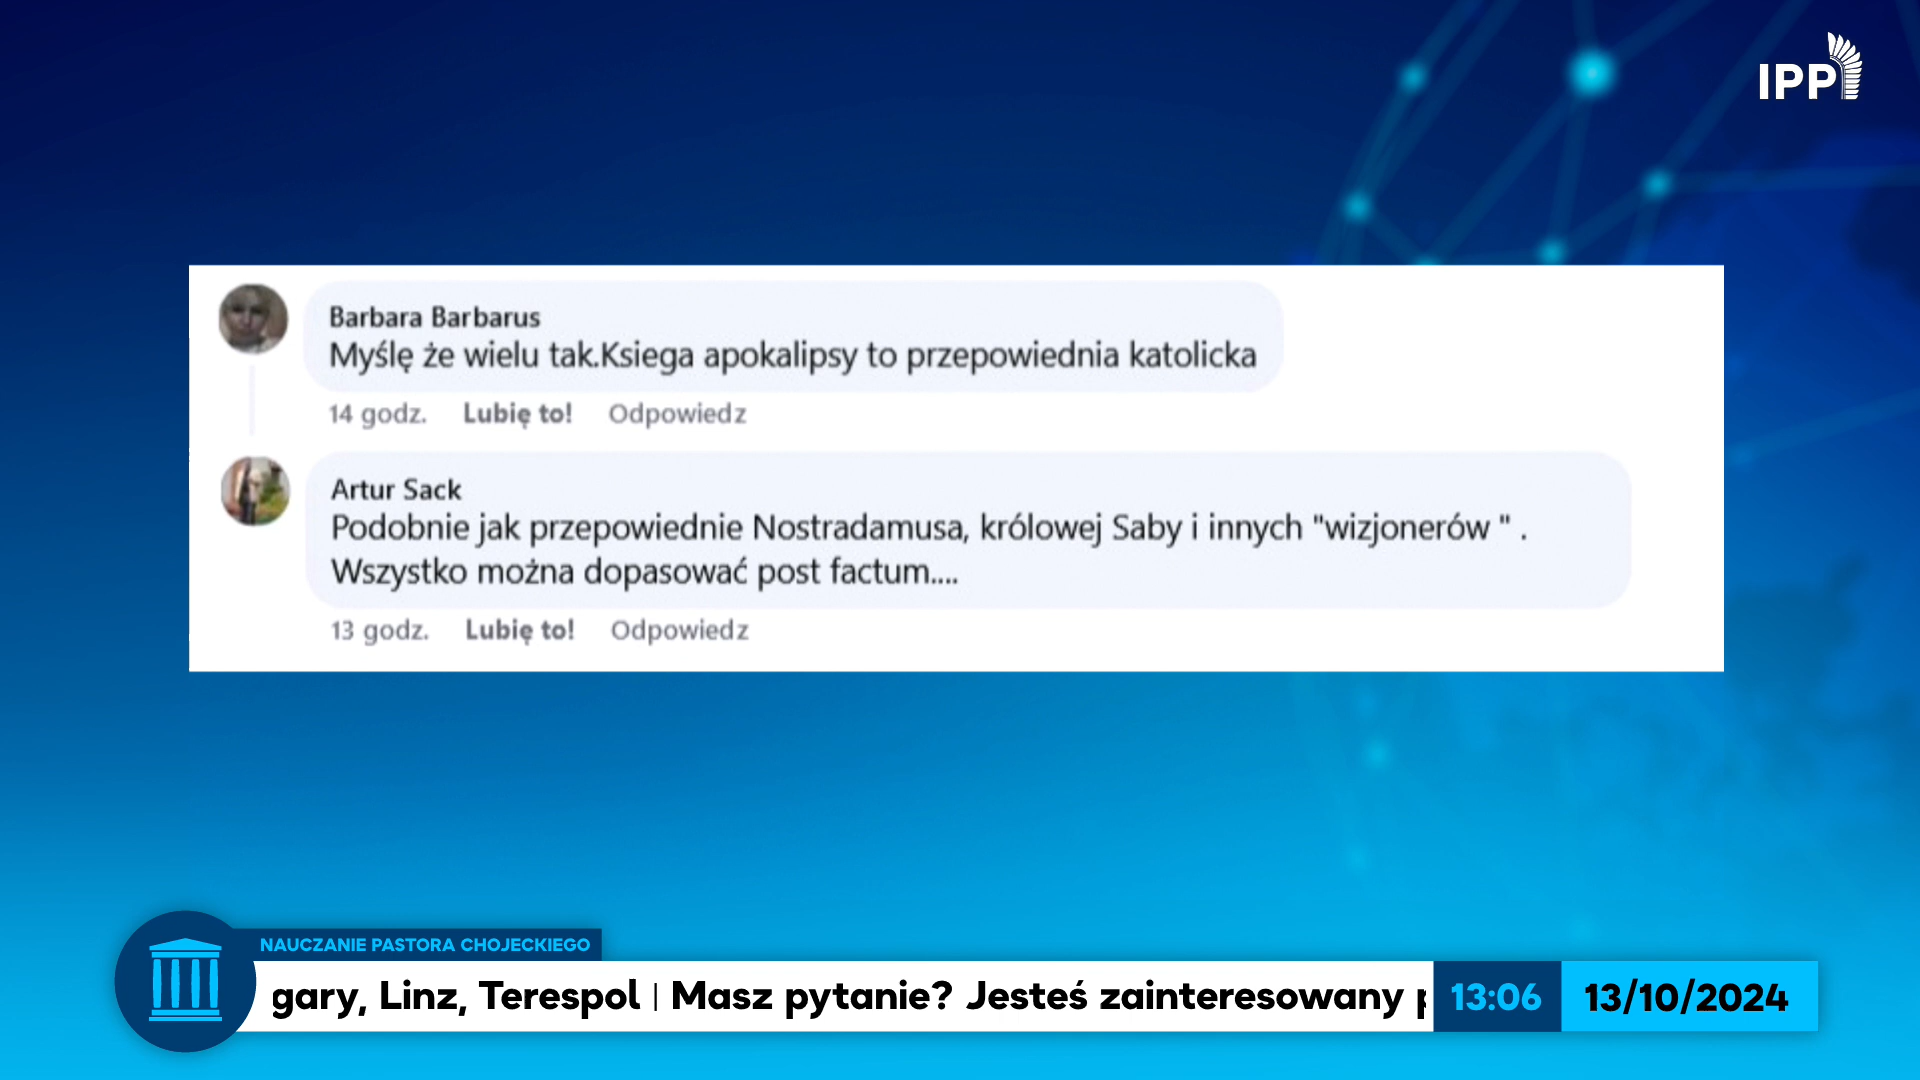 IPP
Barbara Barbarus
Myślę że wielu tak.Ksiega apokalipsy to przepowiednia katolicka
14 godz. Lubię to! Odpowiedz
Artur Sack
Podobnie jak przepowiednie Nostradamusa, królowej Saby i innych "wizjonerów " .
Wszystko można dopasować post factum....
13 godz. Lubię to! Odpowiedz
NAUCZANIE PASTORA CHOJECKIEGO
gary, Linz, Terespol | Masz pytanie? Jesteś zainteresowany
13:06
13/10/2024